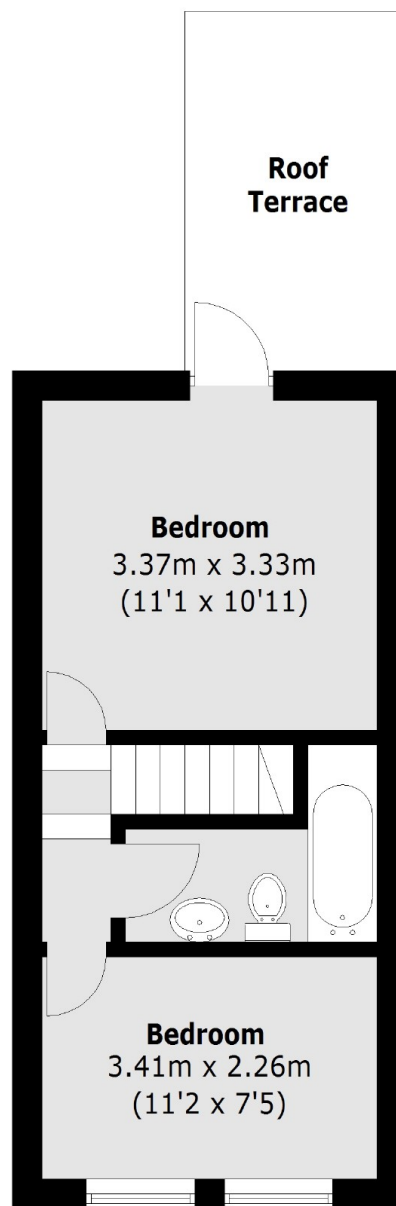 Roof
Terrace
Bedroom
3.37m x 3.33m
(11'1 x 10'11)
Bedroom
3.41m x 2.26m
(11'2 x 7'5)